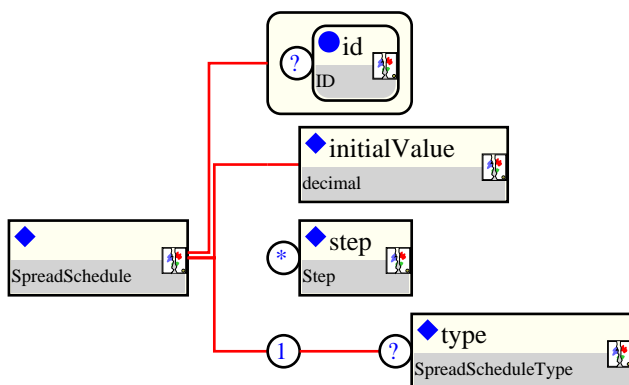 ? id
ID
initialValue
decimal
SpreadSchedule
* step
Step
1 ? type
SpreadScheduleType